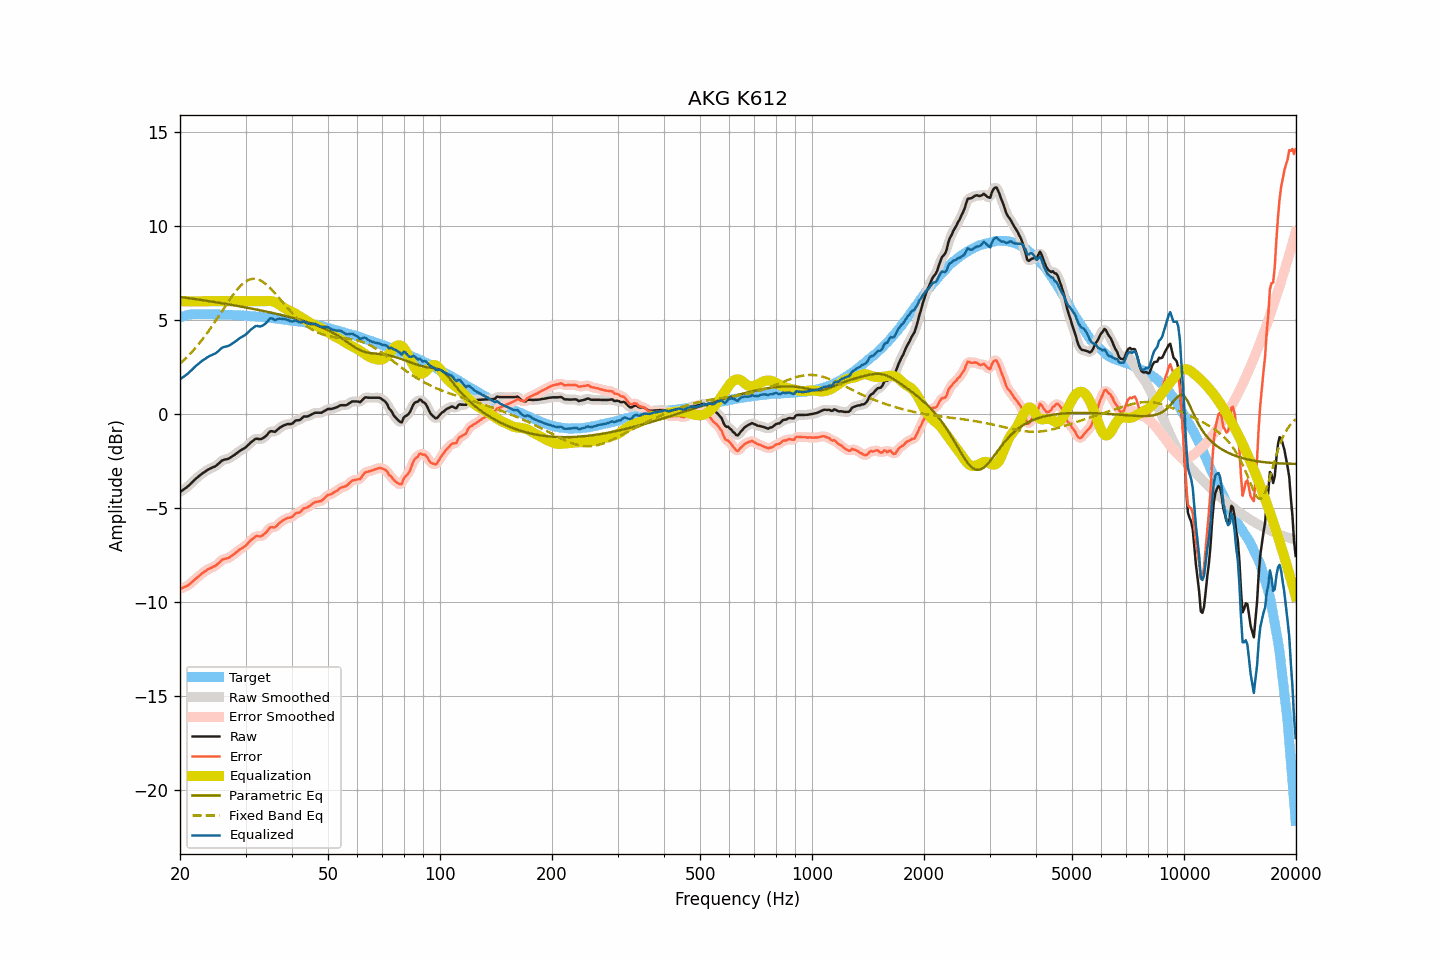 AKG K612
Amplitude (dBr)
15
10
5
0
−5
−10
−15
−20
Target
Raw Smoothed
Error Smoothed
Raw
Error
Equalization
Parametric Eq
Fixed Band Eq
Equalized
20 50 100 200 500 1000 2000 5000 10000 20000
Frequency (Hz)